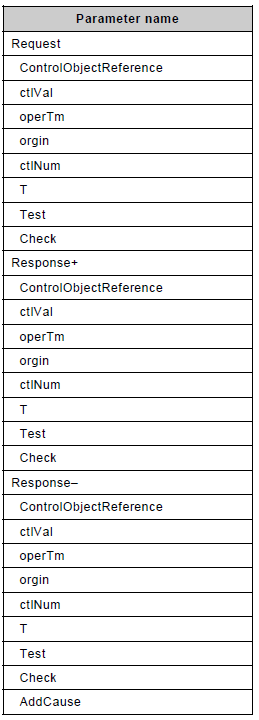 Parameter name
Request
ControlObjectReference
ctlVal
operTm
orgin
ctlNum
T
Test
Check
Response+
ControlObjectReference
ctlVal
operTm
orgin
ctlNum
T
Test
Check
Response–
ControlObjectReference
ctlVal
operTm
orgin
ctlNum
T
Test
Check
AddCause